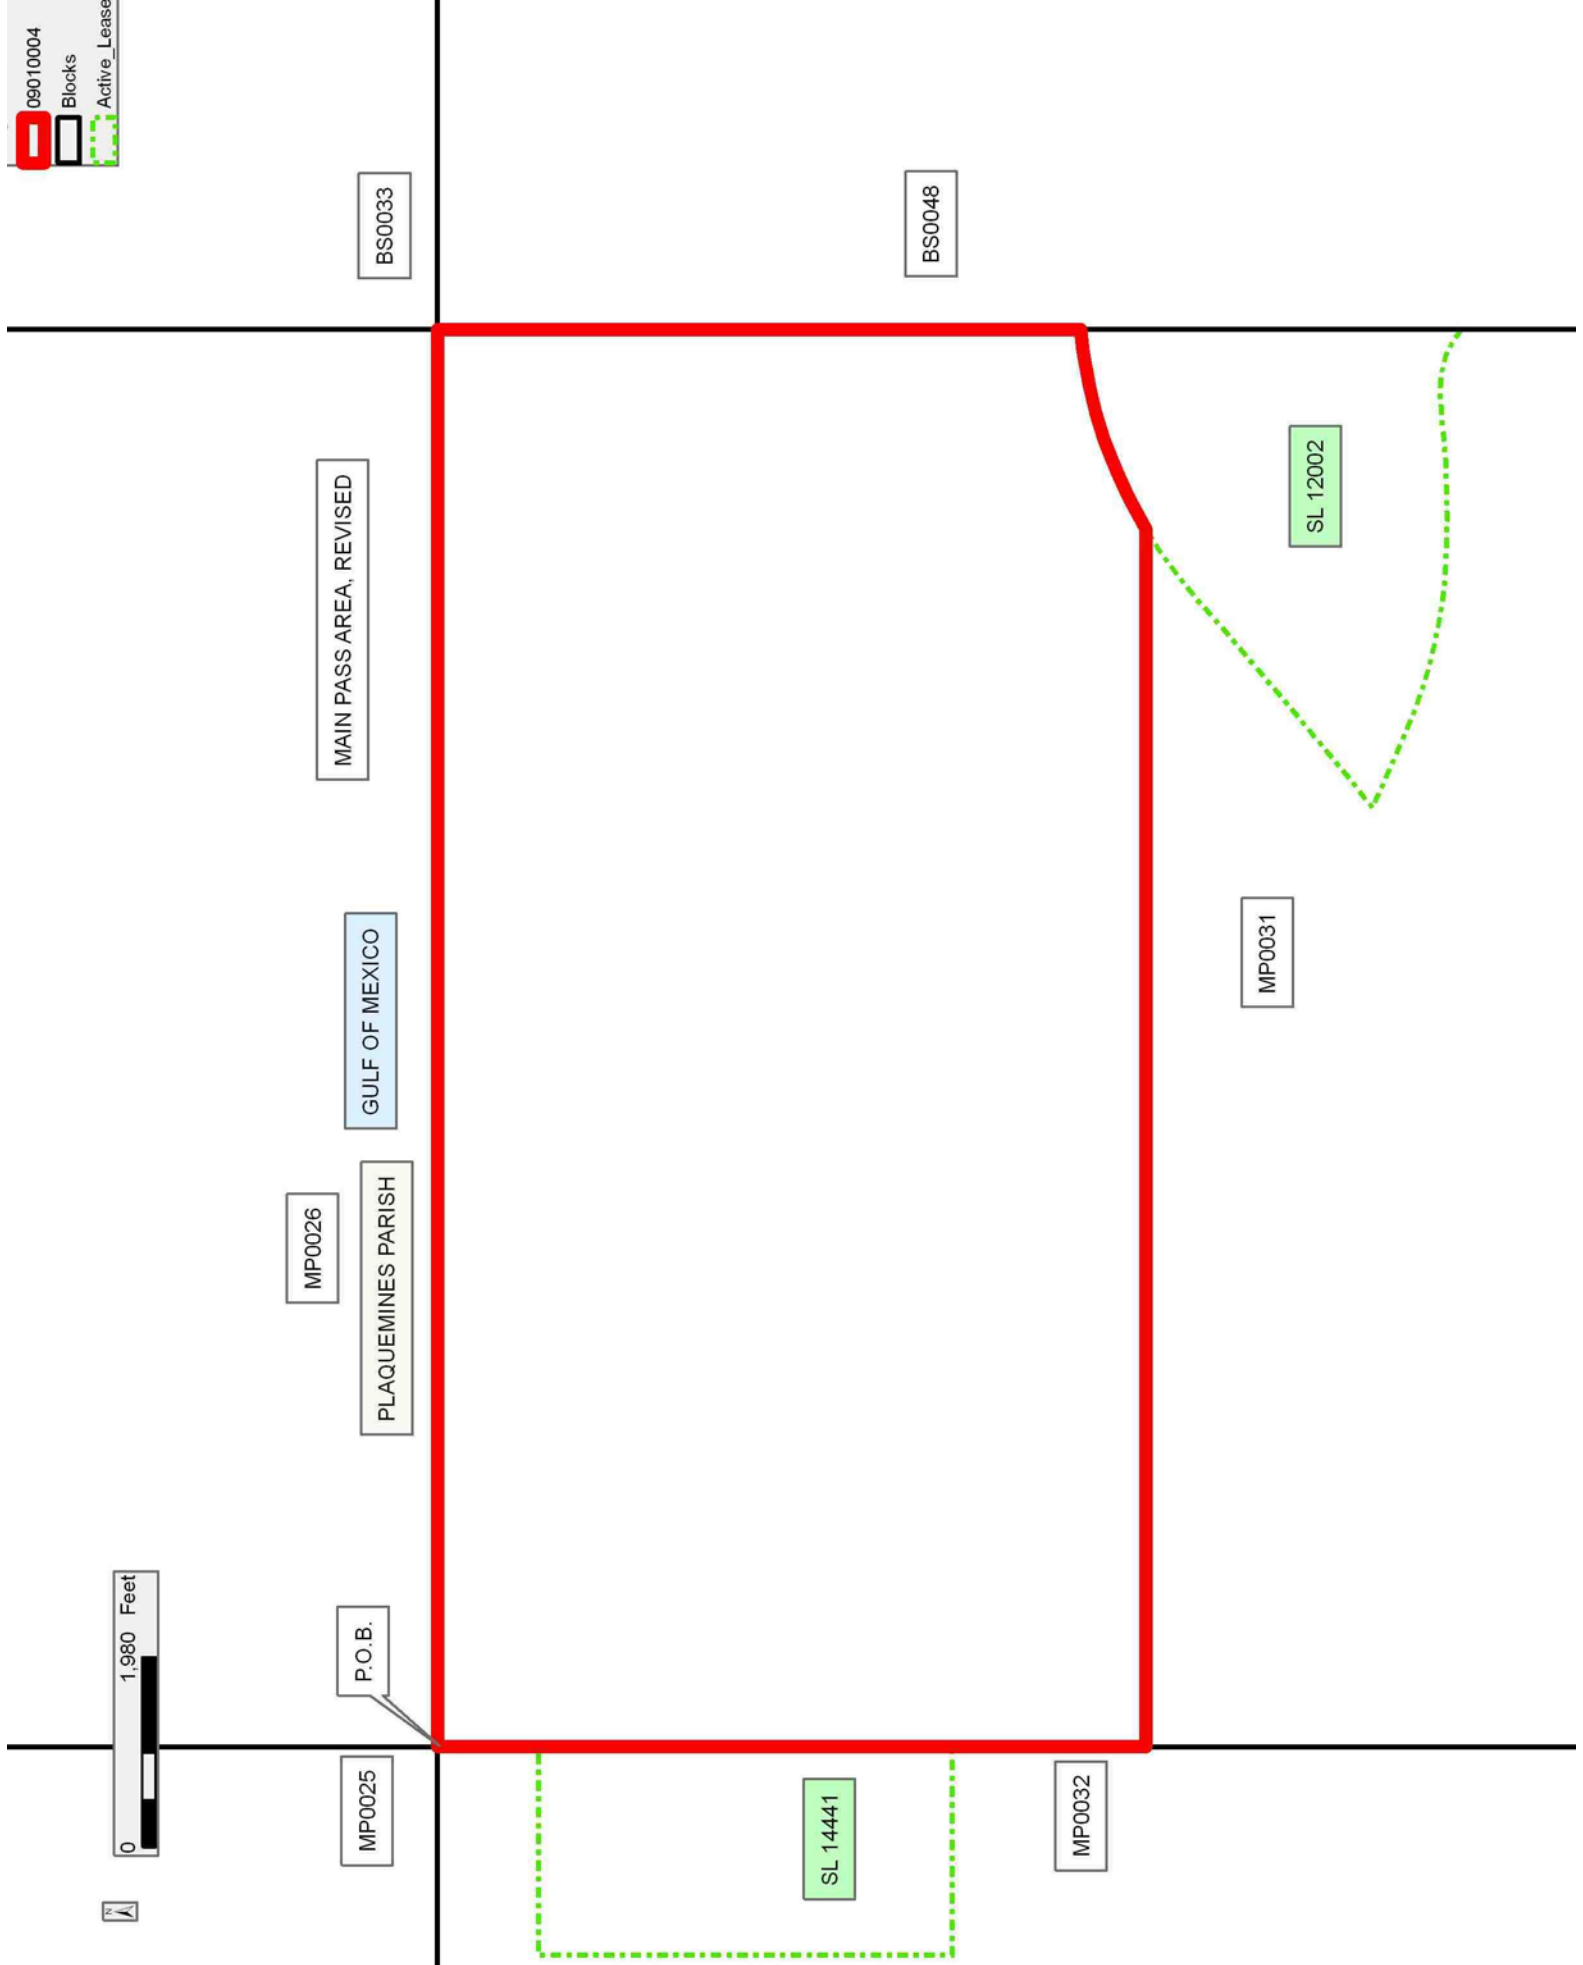 09010004
Blocks
Active_Lease
BS0033
BS0048
MAIN PASS AREA, REVISED
SL 12002
GULF OF MEXICO
MP0031
MP0026
PLAQUEMINES PARISH
0 1,980 Feet
P.O.B.
MP0025
SL 14441
MP0032
N